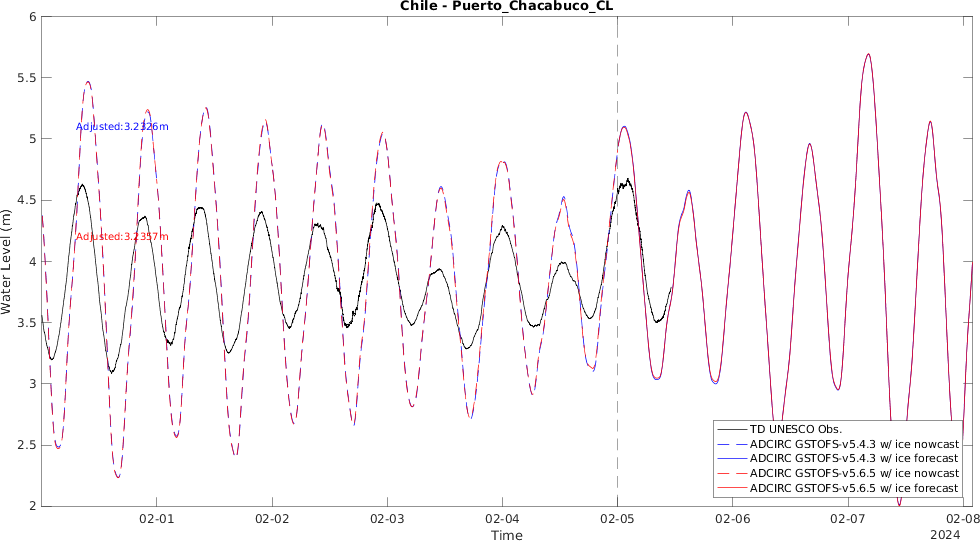 Chile - Puerto_Chacabuco_CL
6
5.5
5
4.5
4
3.5
3
2.5
2
Water Level (m)
Adjusted:3.2326m
Adjusted:3.2357m
TD UNESCO Obs.
ADCIRC GSTOFS-v5.4.3 w/ ice nowcast
ADCIRC GSTOFS-v5.4.3 w/ ice forecast
ADCIRC GSTOFS-v5.6.5 w/ ice nowcast
ADCIRC GSTOFS-v5.6.5 w/ ice forecast
02-01 02-02 02-03 02-04 02-05 02-06 02-07 02-08
Time
2024